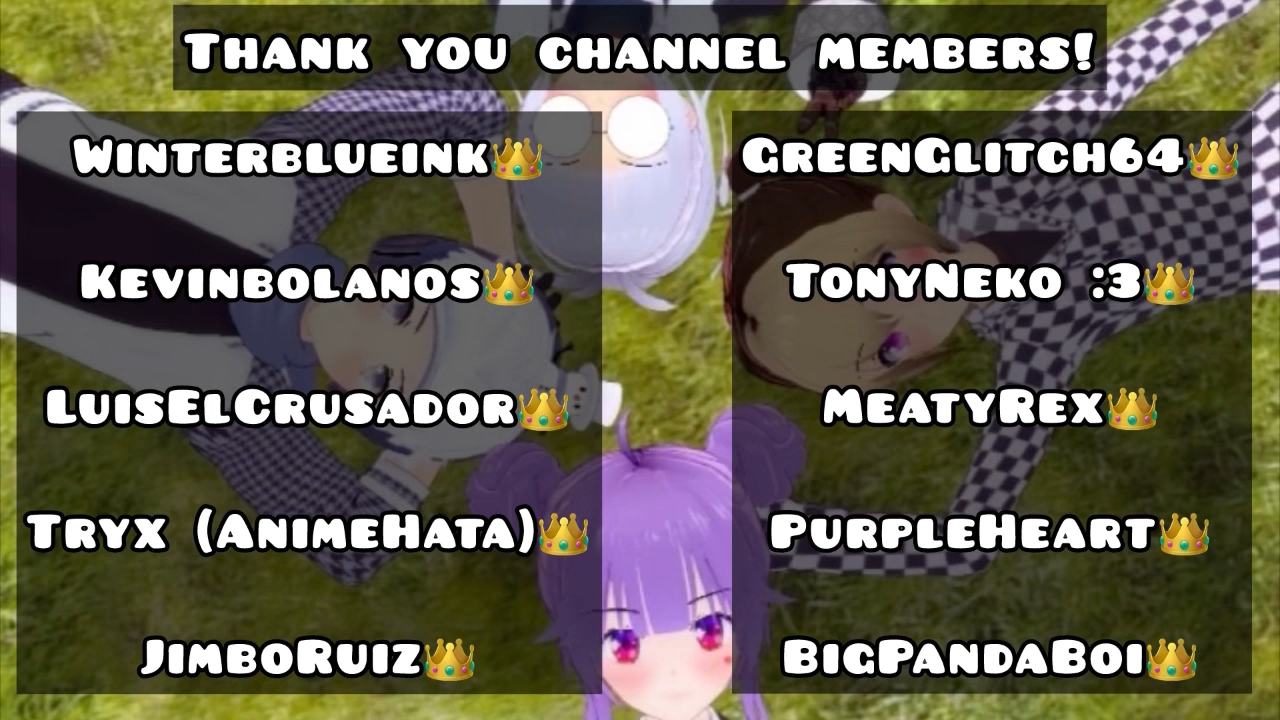 Thank you channel members!
Winterblueink👑
Kevinbolanos👑
LuisElCrusador👑
Tryx (AnimeHata)👑
JimboRuiz👑
GreenGlitch64👑
TonyNeko :3👑
MeatyRex👑
PurpleHeart👑
BigPandaBoi👑